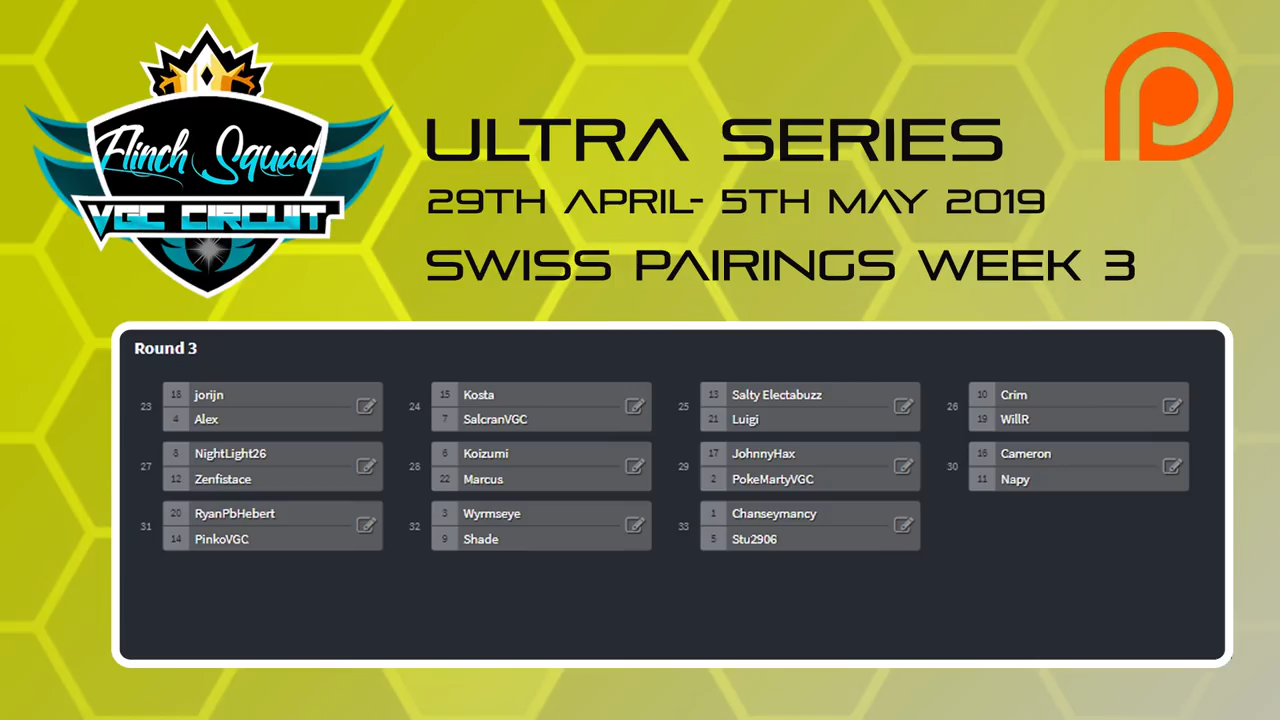 Flinch Squad
VGC CIRCUIT
ULTRA SERIES
29TH APRIL- 5TH MAY 2019
SWISS PAIRINGS WEEK 3
Round 3
23
18 jorijn
4 Alex
24
15 Kosta
7 SalcranVGC
25
13 Salty Electabuzz
21 Luigi
26
10 Crim
19 WillR
27
8 NightLight26
12 Zenfistace
28
6 Koizumi
22 Marcus
29
17 JohnnyHax
2 PokeMartyVGC
30
16 Cameron
11 Napy
31
20 RyanPbHebert
14 PinkoVGC
32
3 Wyrmseye
9 Shade
33
1 Chanseymancy
5 Stu2906